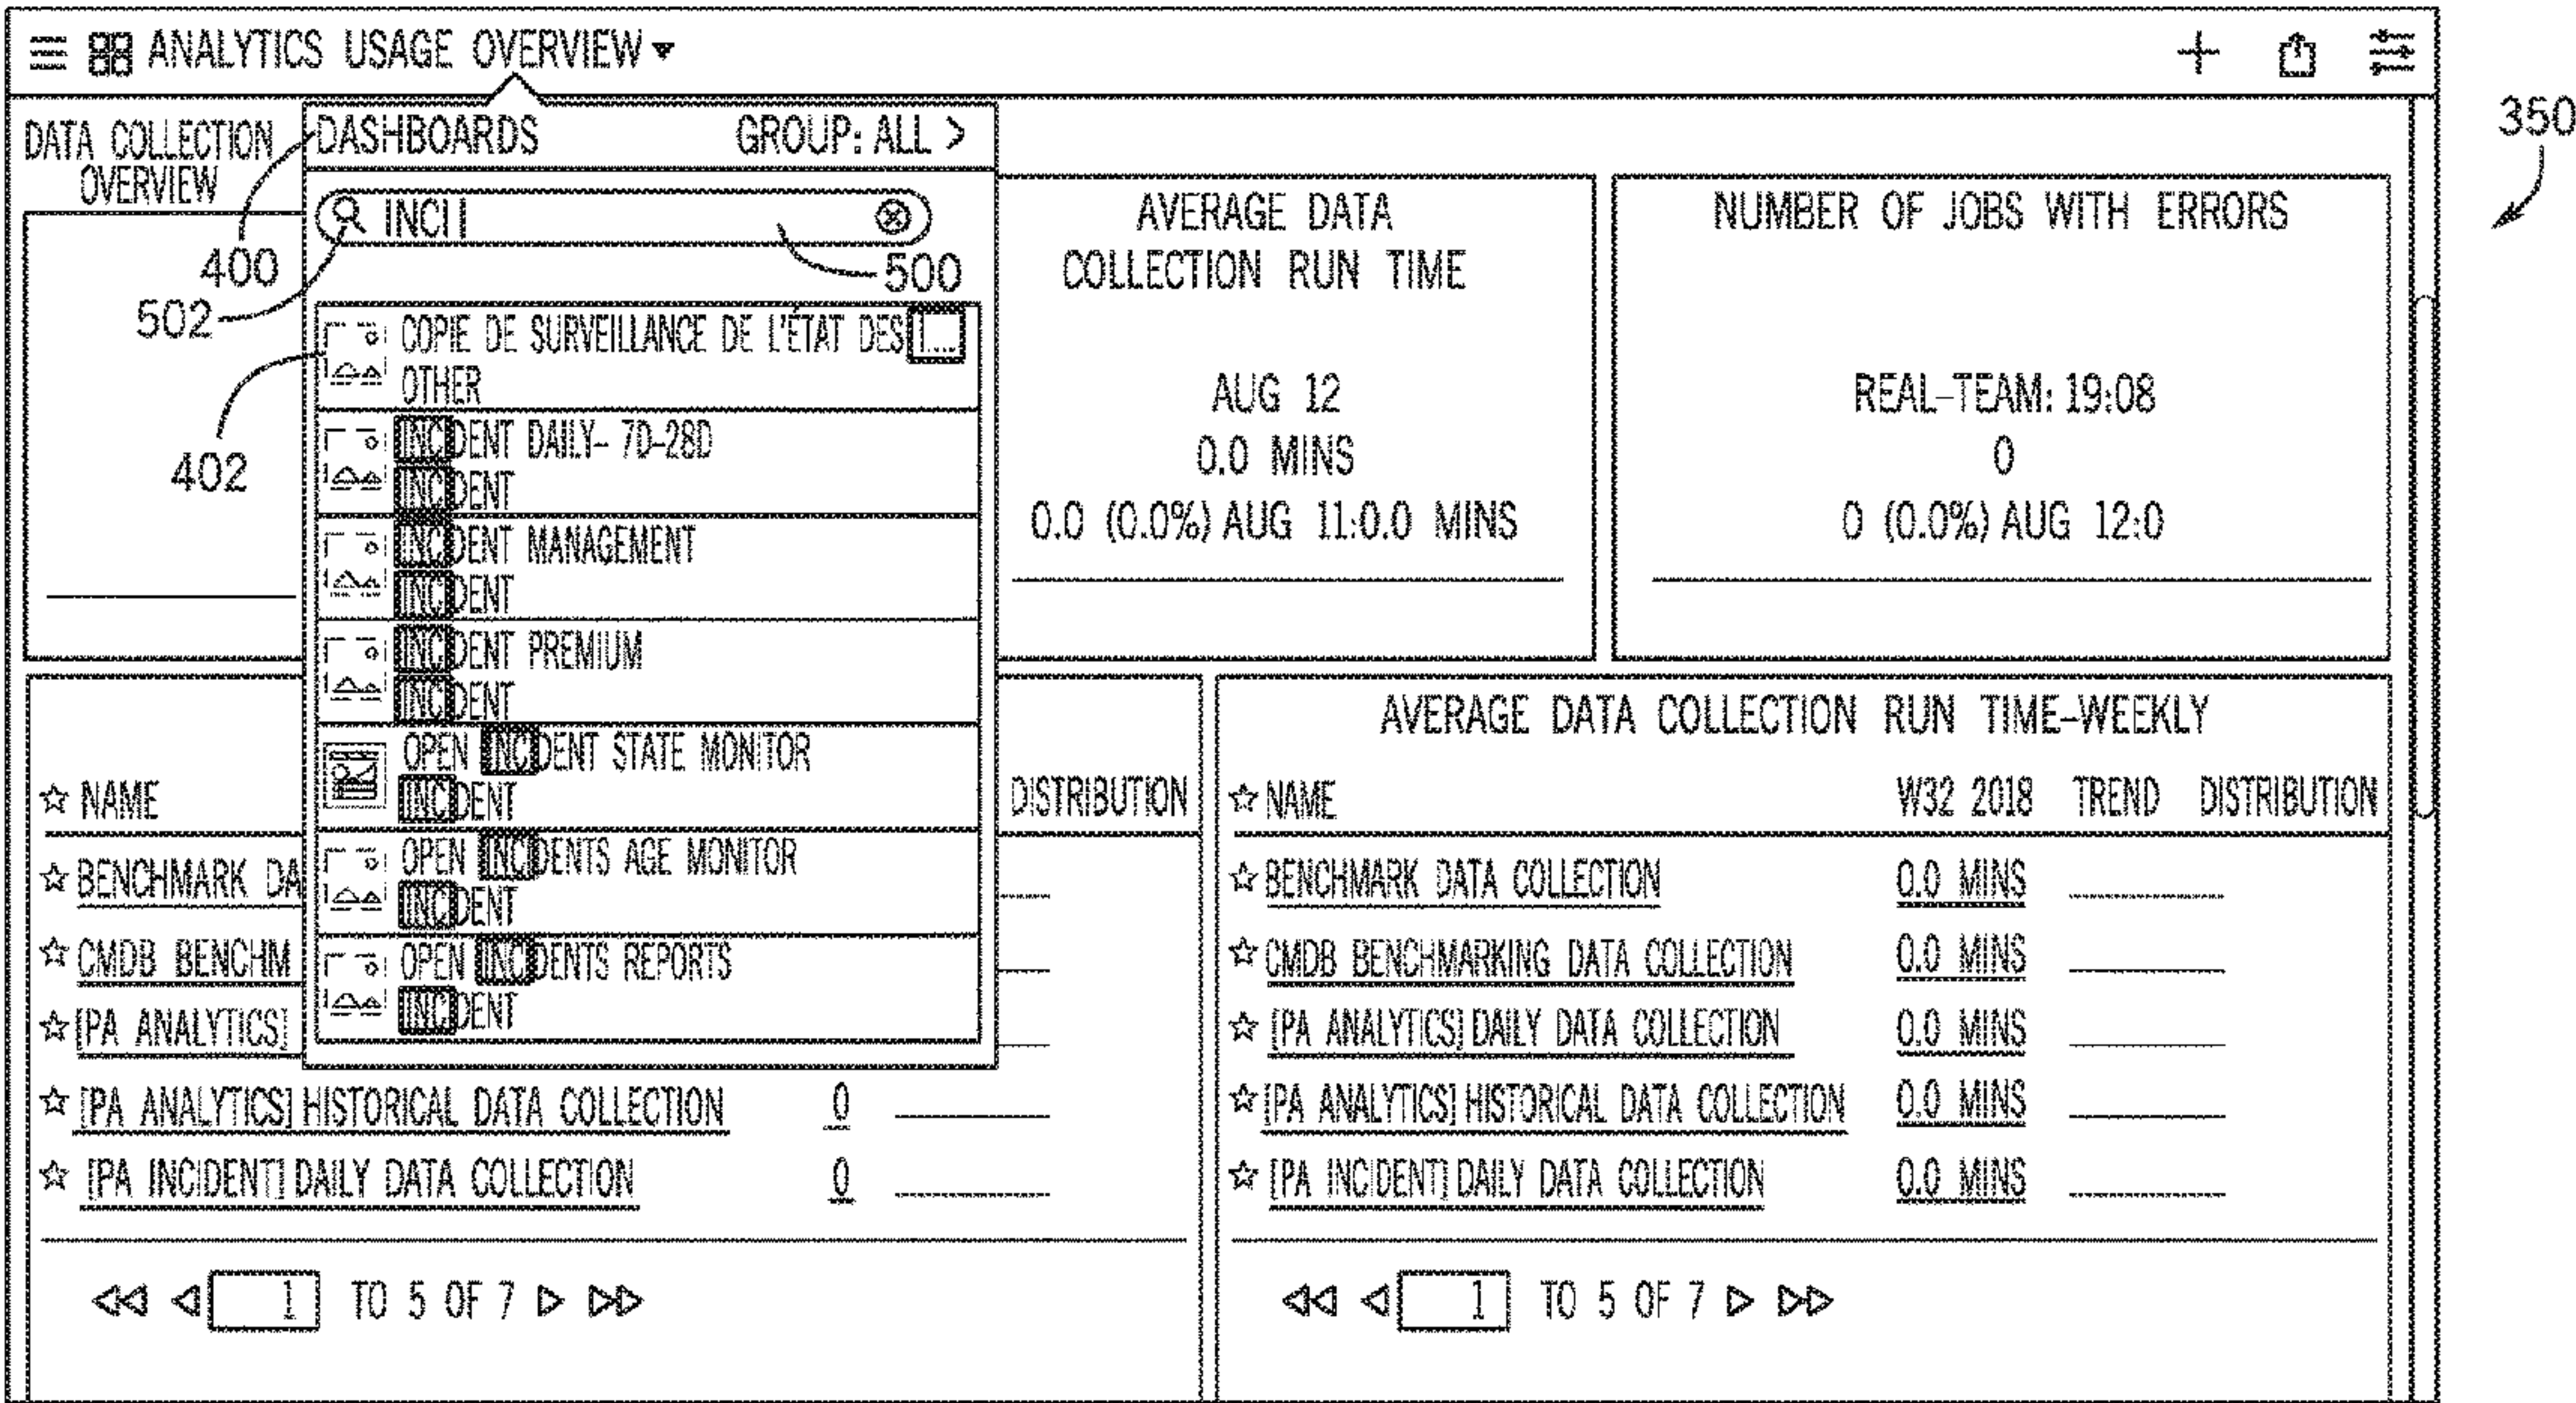 ANALYTICS USAGE OVERVIEW
350
DATA COLLECTION
OVERVIEW
DASHBOARDS GROUP: ALL >
INCI
400
500
502
COPIE DE SURVEILLANCE DE L'ÉTAT DES I...
OTHER
402
INCIDENT DAILY- 7D-28D
INCIDENT
INCIDENT MANAGEMENT
INCIDENT
INCIDENT PREMIUM
INCIDENT
OPEN INCIDENT STATE MONITOR
INCIDENT
OPEN INCIDENTS AGE MONITOR
INCIDENT
OPEN INCIDENTS REPORTS
INCIDENT
AVERAGE DATA
COLLECTION RUN TIME
AUG 12
0.0 MINS
0.0 (0.0%) AUG 11:0.0 MINS
NUMBER OF JOBS WITH ERRORS
REAL-TEAM: 19:08
0
0 (0.0%) AUG 12:0
NAME DISTRIBUTION
BENCHMARK DA
CMDB BENCHM
[PA ANALYTICS]
[PA ANALYTICS] HISTORICAL DATA COLLECTION 0
[PA INCIDENT] DAILY DATA COLLECTION 0
1 TO 5 OF 7
AVERAGE DATA COLLECTION RUN TIME-WEEKLY
NAME W32 2018 TREND DISTRIBUTION
BENCHMARK DATA COLLECTION 0.0 MINS
CMDB BENCHMARKING DATA COLLECTION 0.0 MINS
[PA ANALYTICS] DAILY DATA COLLECTION 0.0 MINS
[PA ANALYTICS] HISTORICAL DATA COLLECTION 0.0 MINS
[PA INCIDENT] DAILY DATA COLLECTION 0.0 MINS
1 TO 5 OF 7